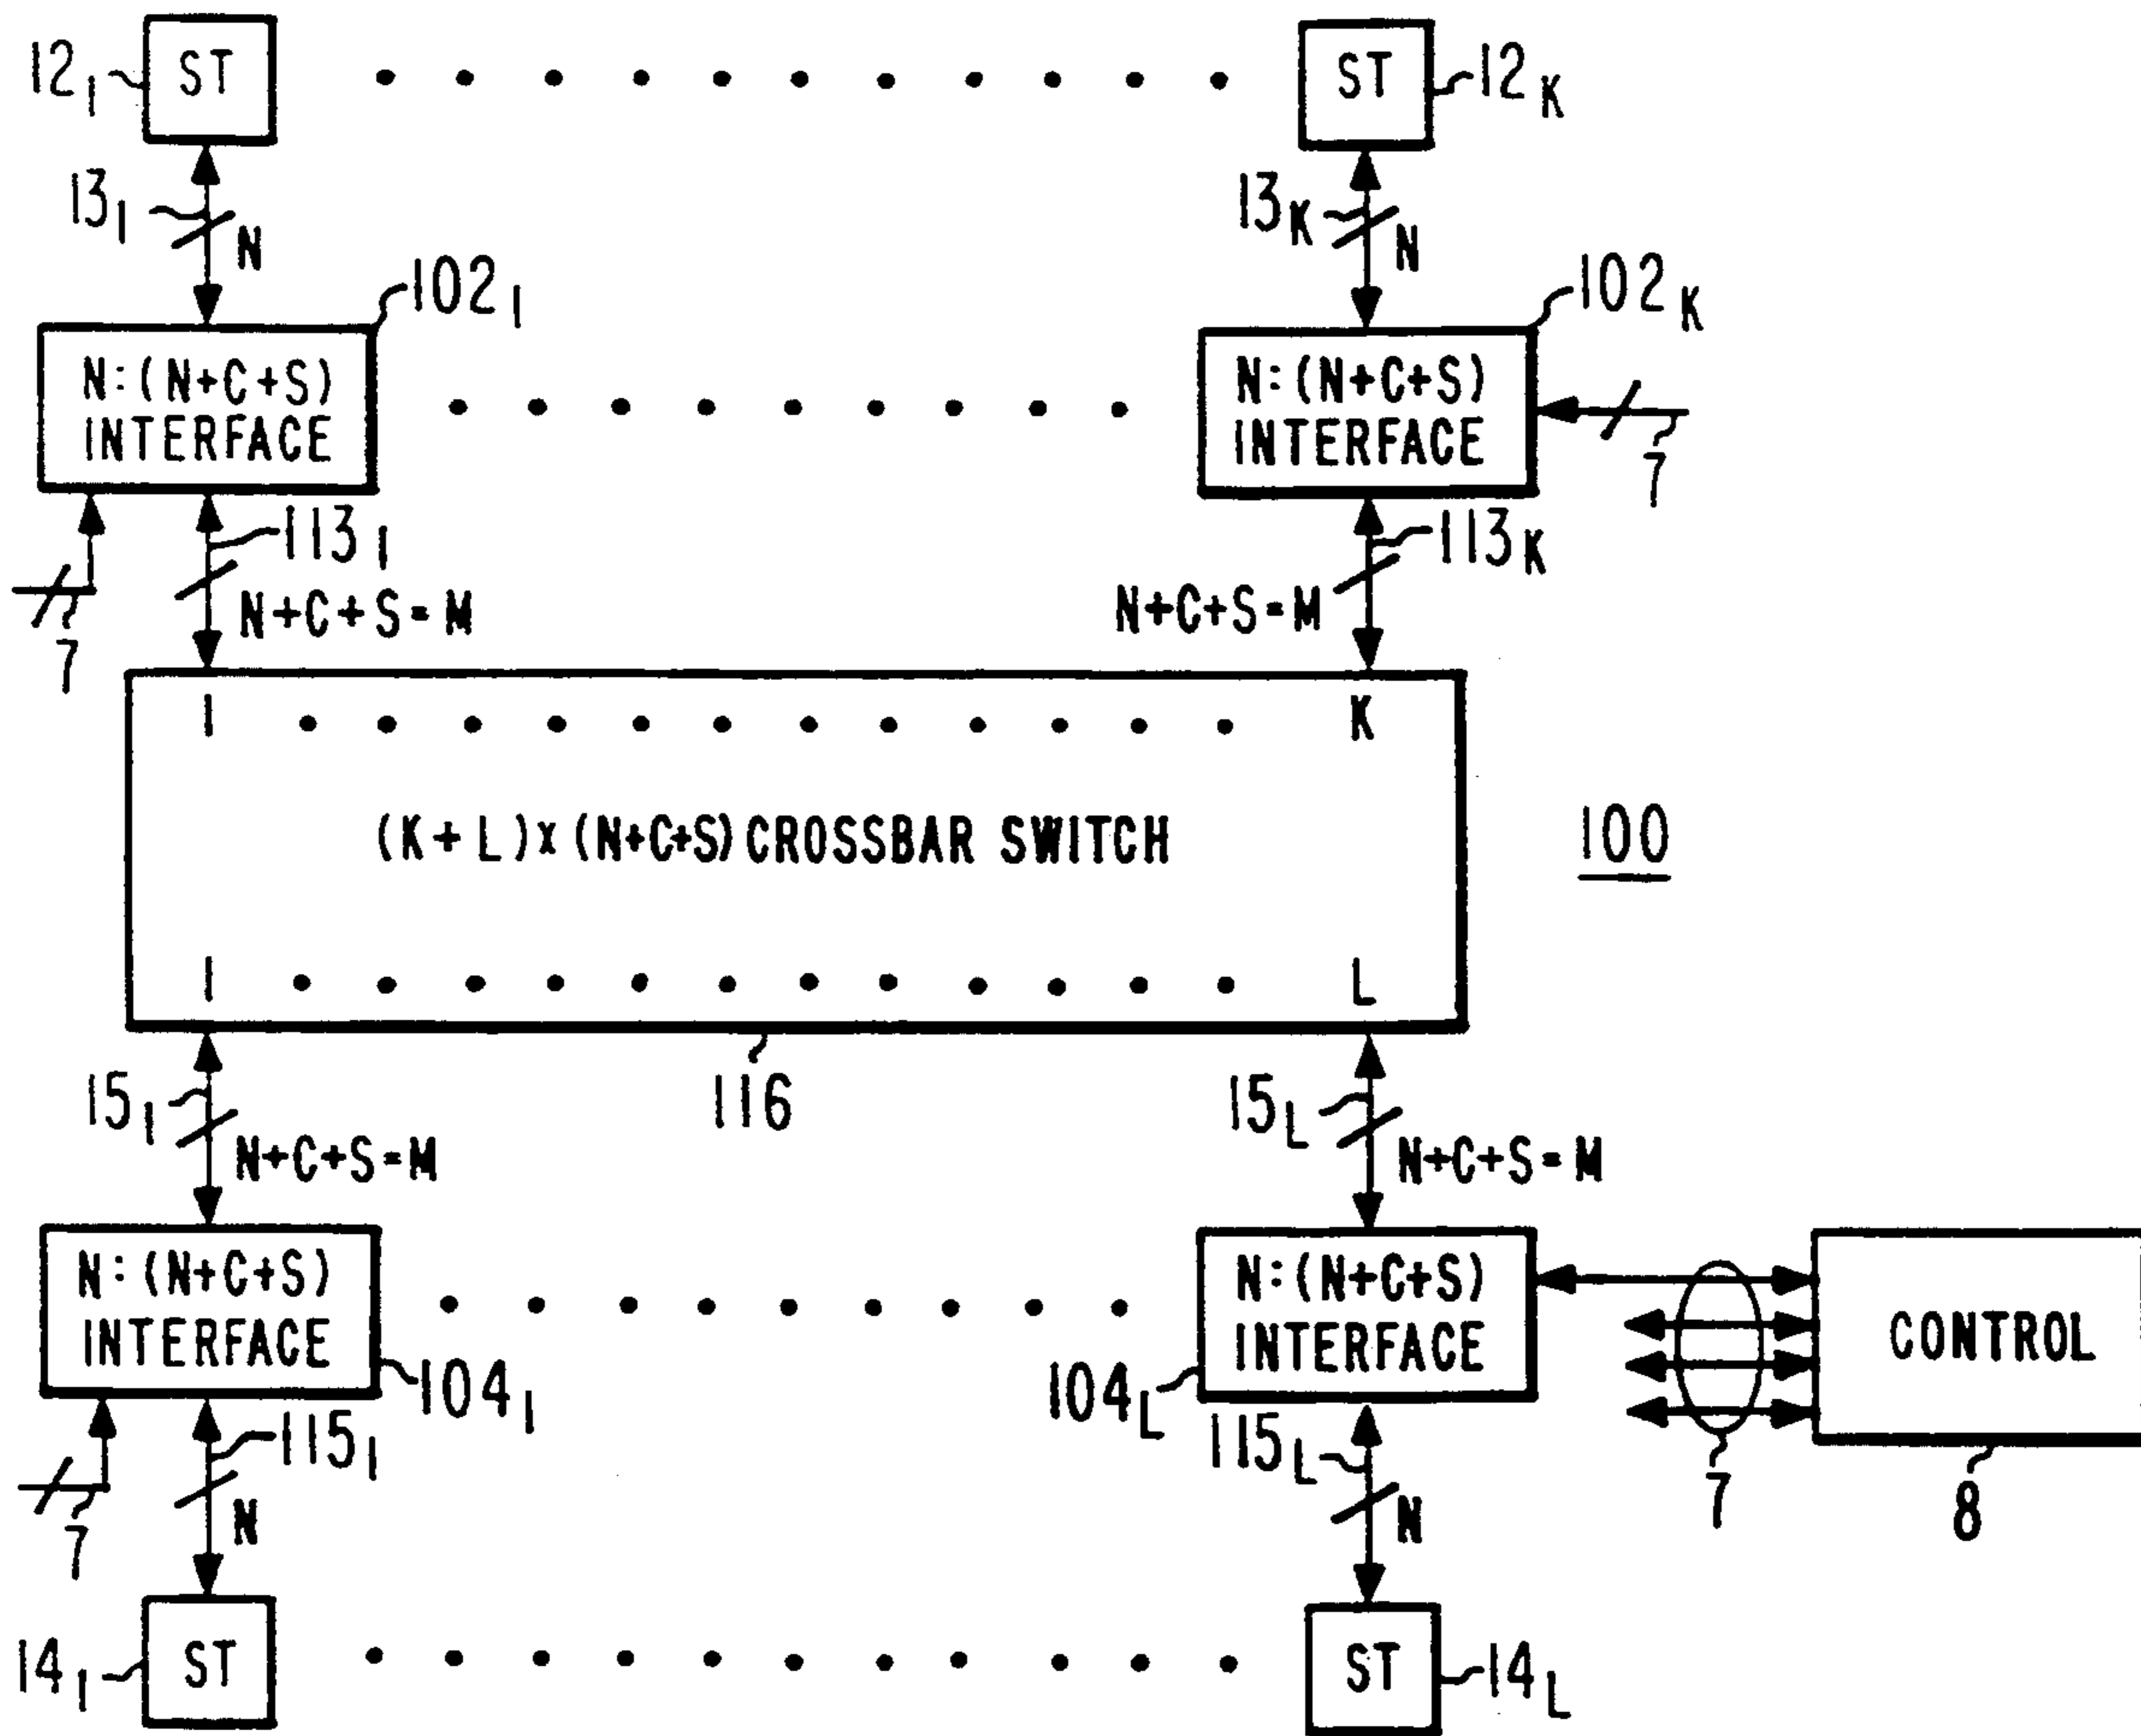 12₁ ST ST 12ₖ
13₁ N 13ₖ N
102₁ 102ₖ
N:(N+C+S) INTERFACE
N:(N+C+S) INTERFACE
7
113₁ 113ₖ
7
N+C+S=M N+C+S=M
1 K
(K+L)x(N+C+S) CROSSBAR SWITCH
100
1 L
116
15₁ 15L
N+C+S=M N+C+S=M
N:(N+C+S) INTERFACE
N:(N+C+S) INTERFACE
CONTROL
104₁ 104L
115₁ 115L
7 N N 7 8
14₁ ST ST 14L